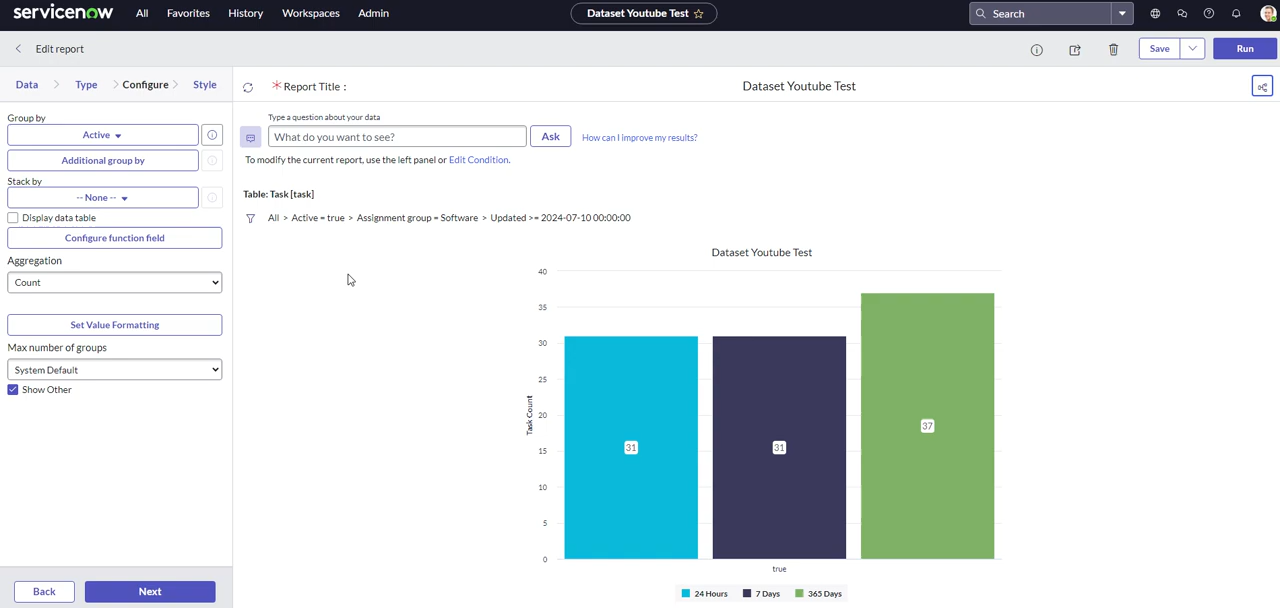 servicenow All Favorites History Workspaces Admin Dataset Youtube Test Search
Edit report Save Run
Data Type Configure Style
* Report Title : Dataset Youtube Test
Group by
Active
Additional group by
Stack by
-- None --
Display data table
Configure function field
Aggregation
Count
Set Value Formatting
Max number of groups
System Default
Show Other
Back Next
Type a question about your data
What do you want to see? Ask How can I improve my results?
To modify the current report, use the left panel or Edit Condition.
Table: Task [task]
All > Active = true > Assignment group = Software > Updated >= 2024-07-10 00:00:00
Dataset Youtube Test
40
35
30
25
20
15
10
5
0
Task Count
31 31 37
true
24 Hours 7 Days 365 Days